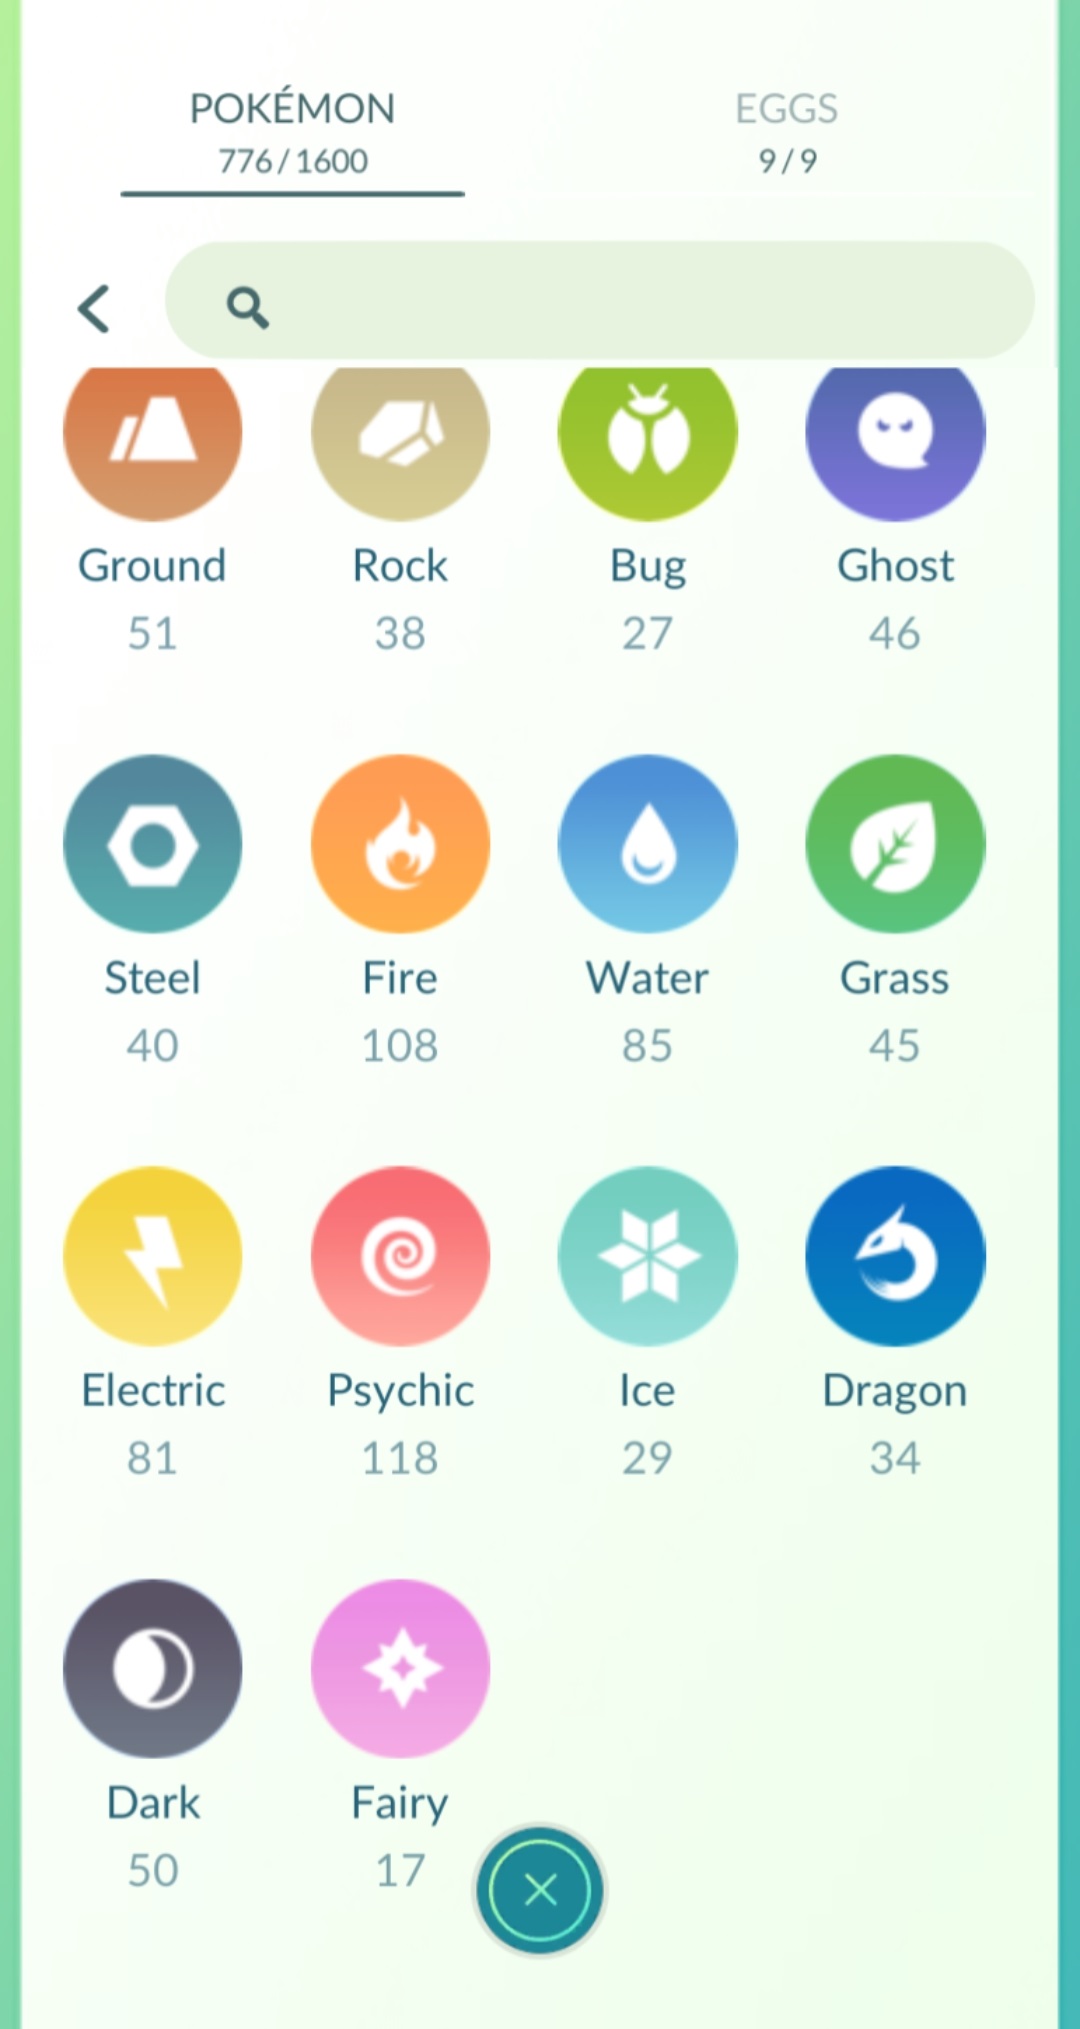 POKÉMON EGGS
776/1600 9/9
Ground Rock Bug Ghost
51 38 27 46
Steel Fire Water Grass
40 108 85 45
Electric Psychic Ice Dragon
81 118 29 34
Dark Fairy
50 17